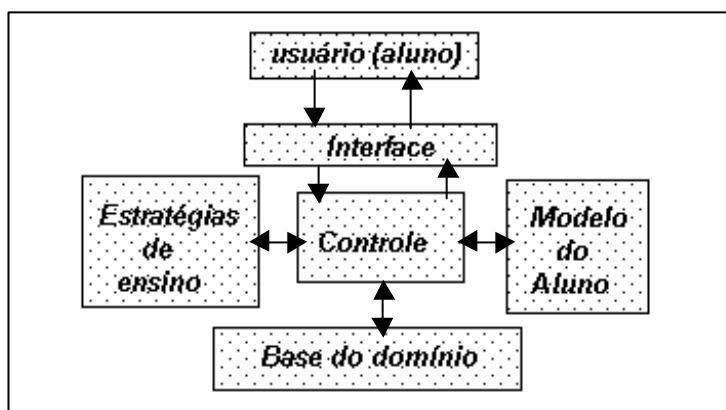 usuário (aluno)
Interface
Estratégias
de
ensino
Controle
Modelo
do
Aluno
Base do domínio